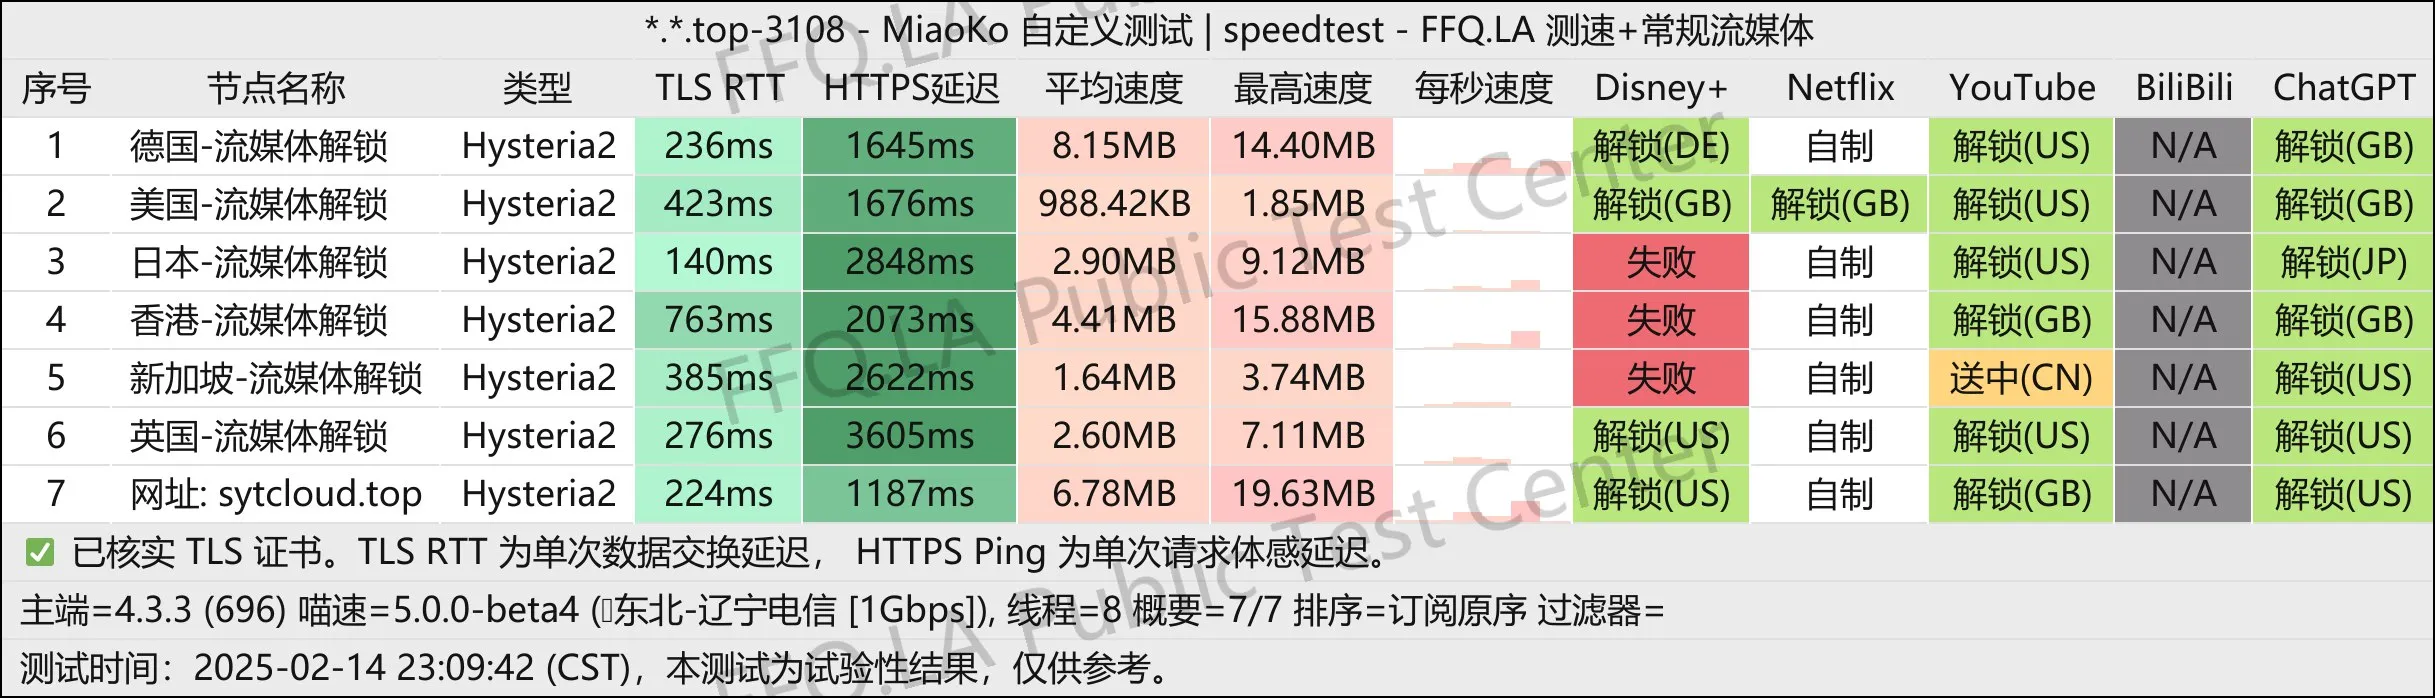 *.*.top-3108 - MiaoKo 自定义测试 | speedtest - FFQ.LA 测速+常规流媒体
序号 节点名称 类型 TLS RTT HTTPS延迟 平均速度 最高速度 每秒速度 Disney+ Netflix YouTube BiliBili ChatGPT
1 德国-流媒体解锁 Hysteria2 236ms 1645ms 8.15MB 14.40MB 解锁(DE) 自制 解锁(US) N/A 解锁(GB)
2 美国-流媒体解锁 Hysteria2 423ms 1676ms 988.42KB 1.85MB 解锁(GB) 解锁(GB) 解锁(US) N/A 解锁(GB)
3 日本-流媒体解锁 Hysteria2 140ms 2848ms 2.90MB 9.12MB 失败 自制 解锁(US) N/A 解锁(JP)
4 香港-流媒体解锁 Hysteria2 763ms 2073ms 4.41MB 15.88MB 失败 自制 解锁(GB) N/A 解锁(GB)
5 新加坡-流媒体解锁 Hysteria2 385ms 2622ms 1.64MB 3.74MB 失败 自制 送中(CN) N/A 解锁(US)
6 英国-流媒体解锁 Hysteria2 276ms 3605ms 2.60MB 7.11MB 解锁(US) 自制 解锁(US) N/A 解锁(US)
7 网址: sytcloud.top Hysteria2 224ms 1187ms 6.78MB 19.63MB 解锁(US) 自制 解锁(GB) N/A 解锁(US)
✅ 已核实 TLS 证书。TLS RTT 为单次数据交换延迟， HTTPS Ping 为单次请求体感延迟。
主端=4.3.3 (696) 喵速=5.0.0-beta4 (东北-辽宁电信 [1Gbps]), 线程=8 概要=7/7 排序=订阅原序 过滤器=
测试时间：2025-02-14 23:09:42 (CST)，本测试为试验性结果，仅供参考。
FFQ.LA Public Test Center
FFQ.LA Public Test Center
FFQ.LA Public Test Center